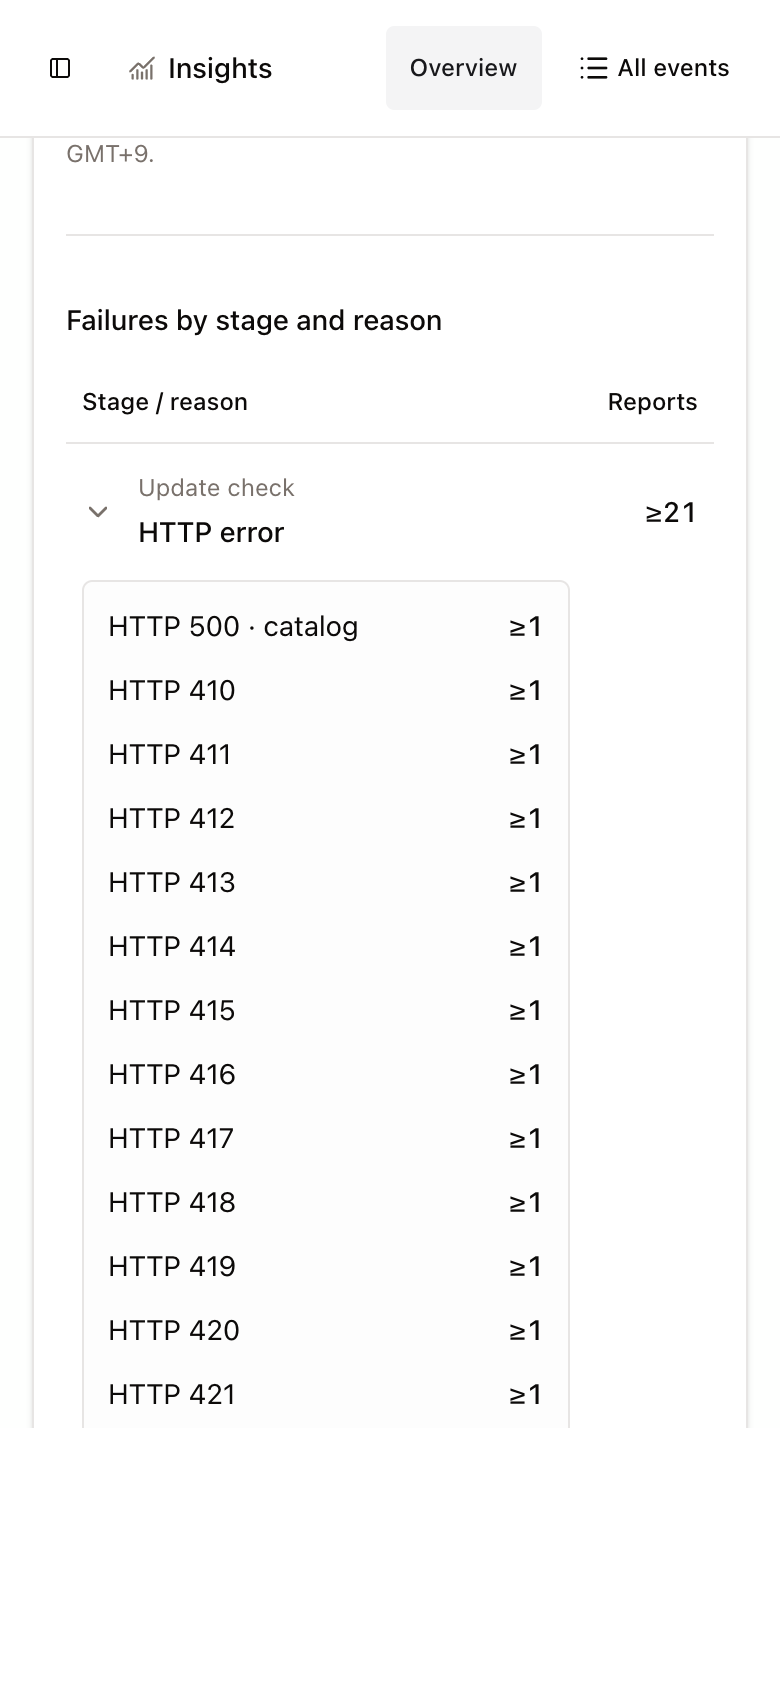 Insights
Overview
All events
GMT+9.
Failures by stage and reason
Stage / reason Reports
Update check
HTTP error ≥21
HTTP 500 · catalog ≥1
HTTP 410 ≥1
HTTP 411 ≥1
HTTP 412 ≥1
HTTP 413 ≥1
HTTP 414 ≥1
HTTP 415 ≥1
HTTP 416 ≥1
HTTP 417 ≥1
HTTP 418 ≥1
HTTP 419 ≥1
HTTP 420 ≥1
HTTP 421 ≥1